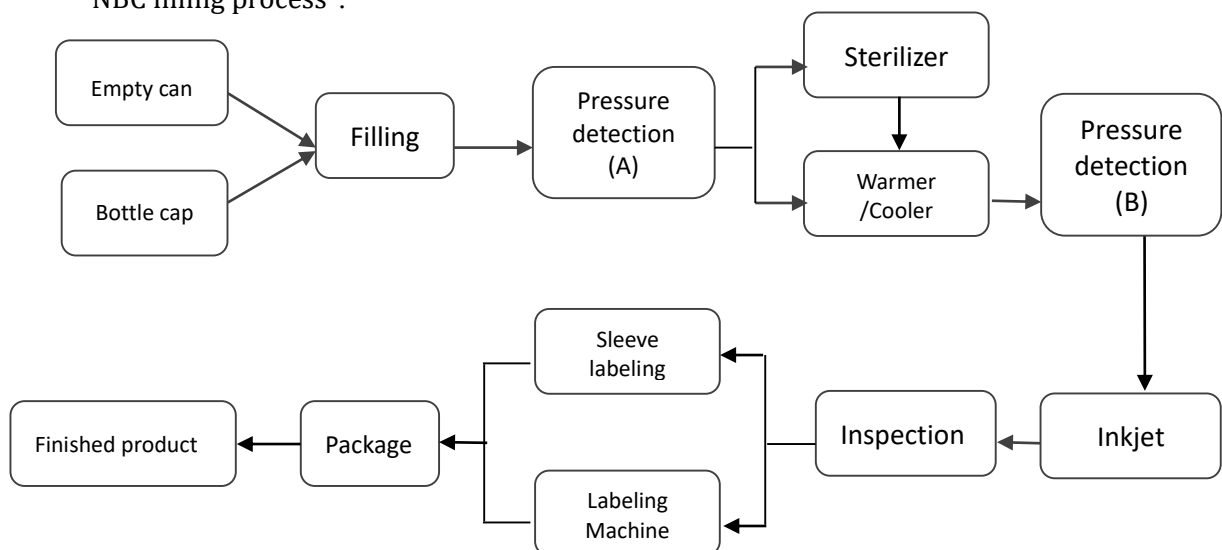 NBC filling process".
Empty can
Bottle cap
Filling
Pressure
detection
(A)
Sterilizer
Warmer
/Cooler
Pressure
detection
(B)
Sleeve
labeling
Labeling
Machine
Finished product
Package
Inspection
Inkjet